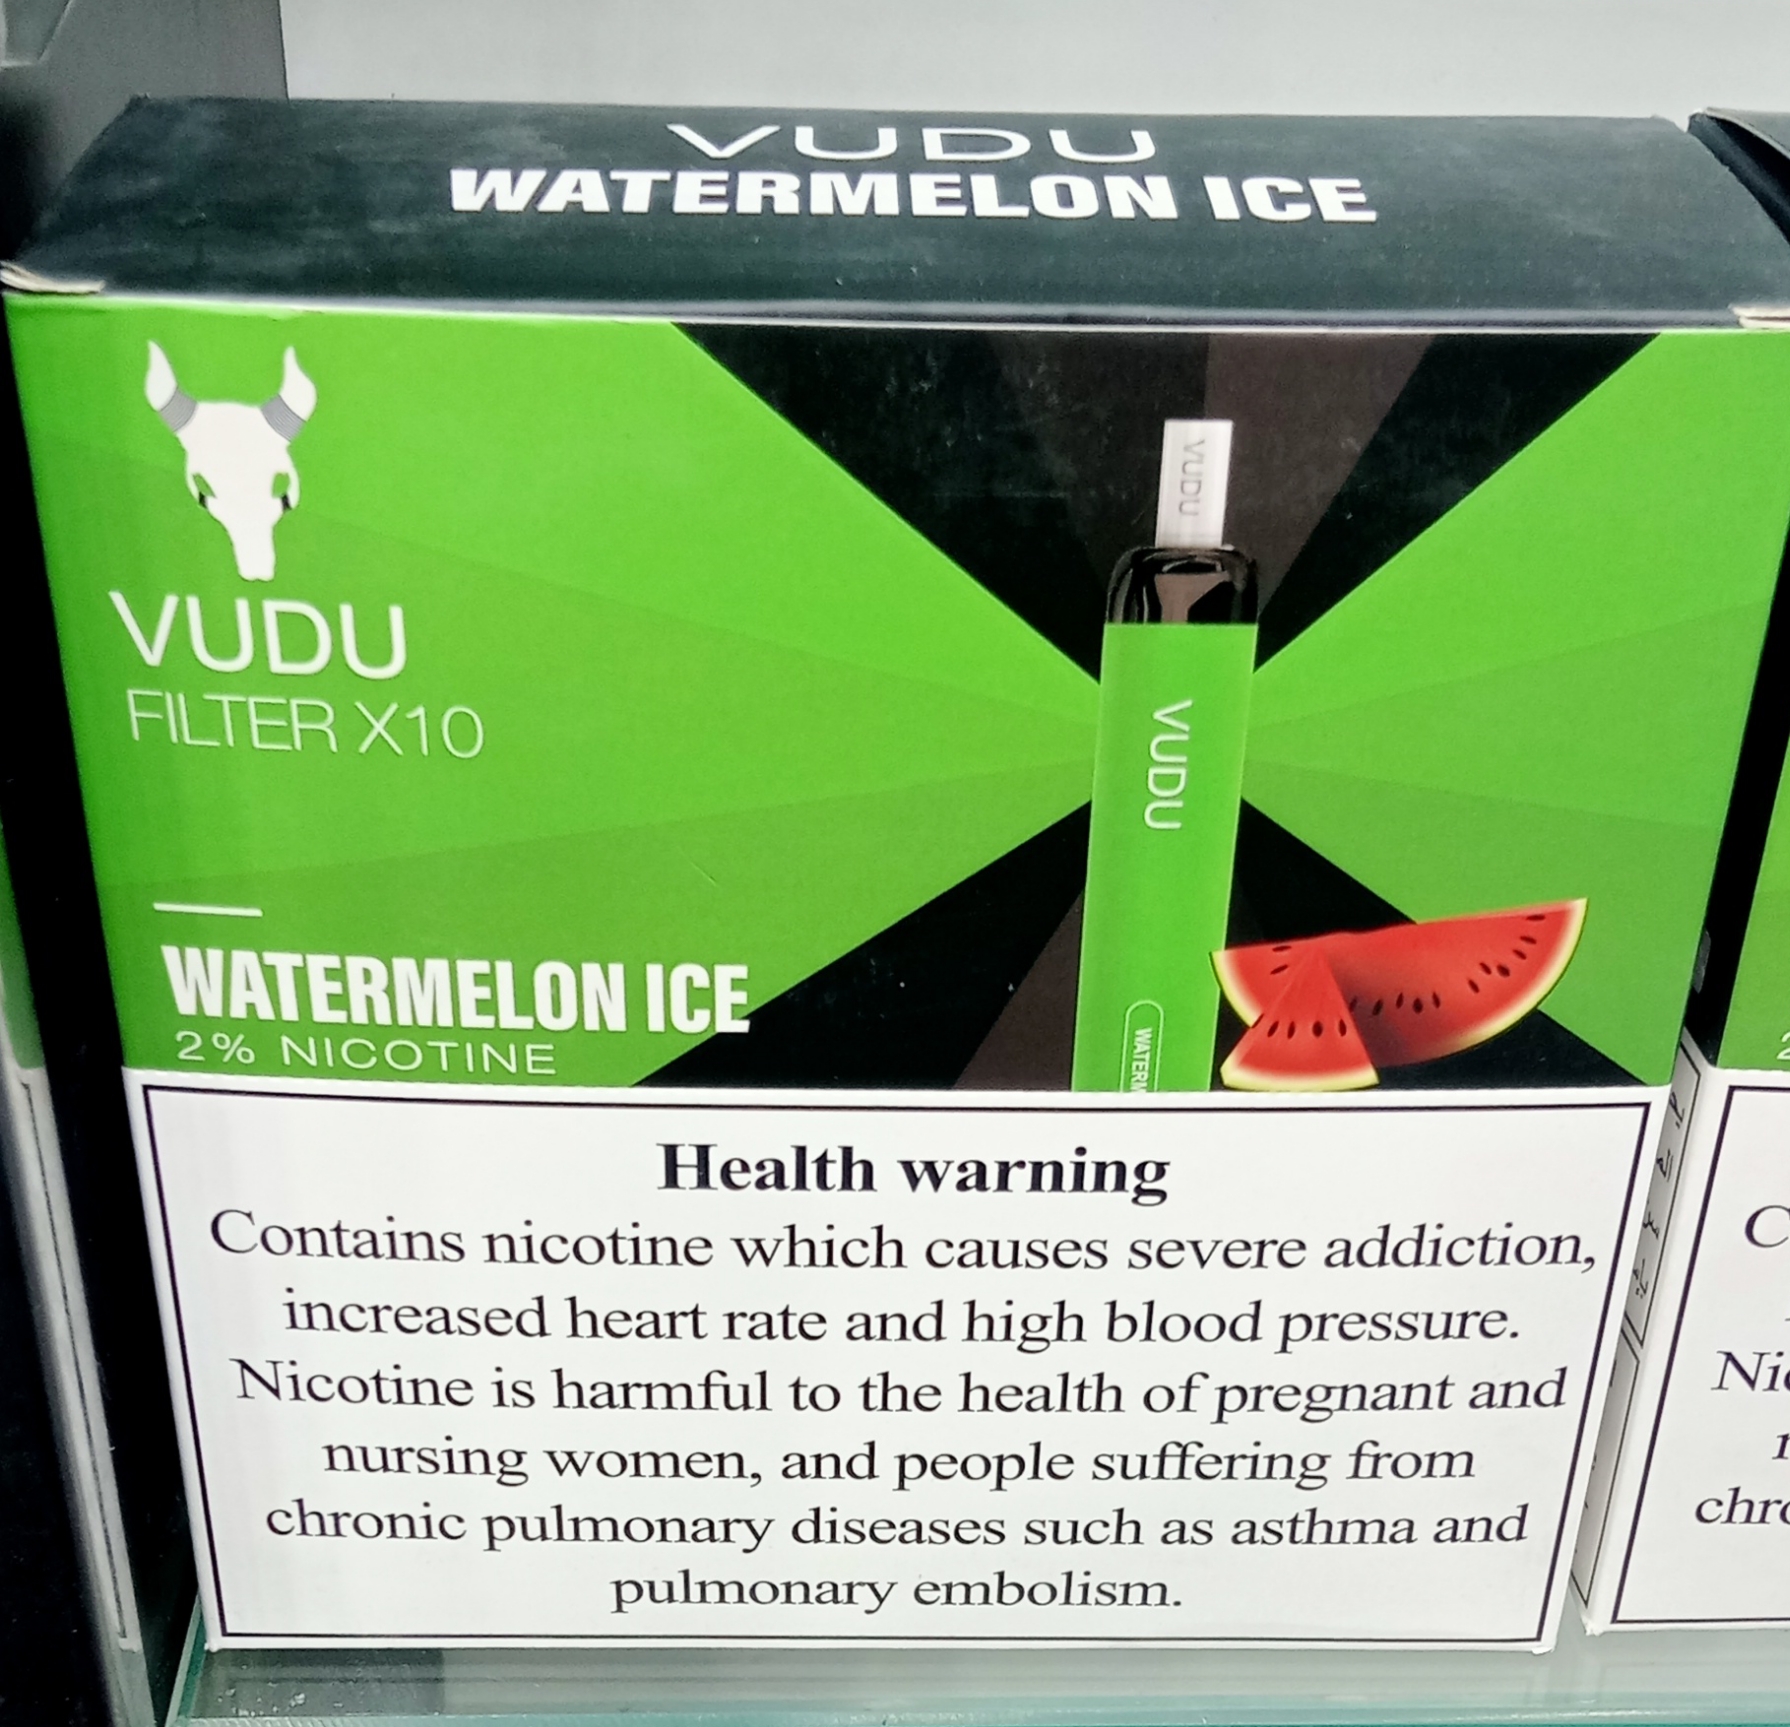 VUDU
WATERMELON ICE
VUDU
FILTER X10
WATERMELON ICE
2% NICOTINE
VUDU
VUDU
Health warning
Contains nicotine which causes severe addiction,
increased heart rate and high blood pressure.
Nicotine is harmful to the health of pregnant and
nursing women, and people suffering from
chronic pulmonary diseases such as asthma and
pulmonary embolism.